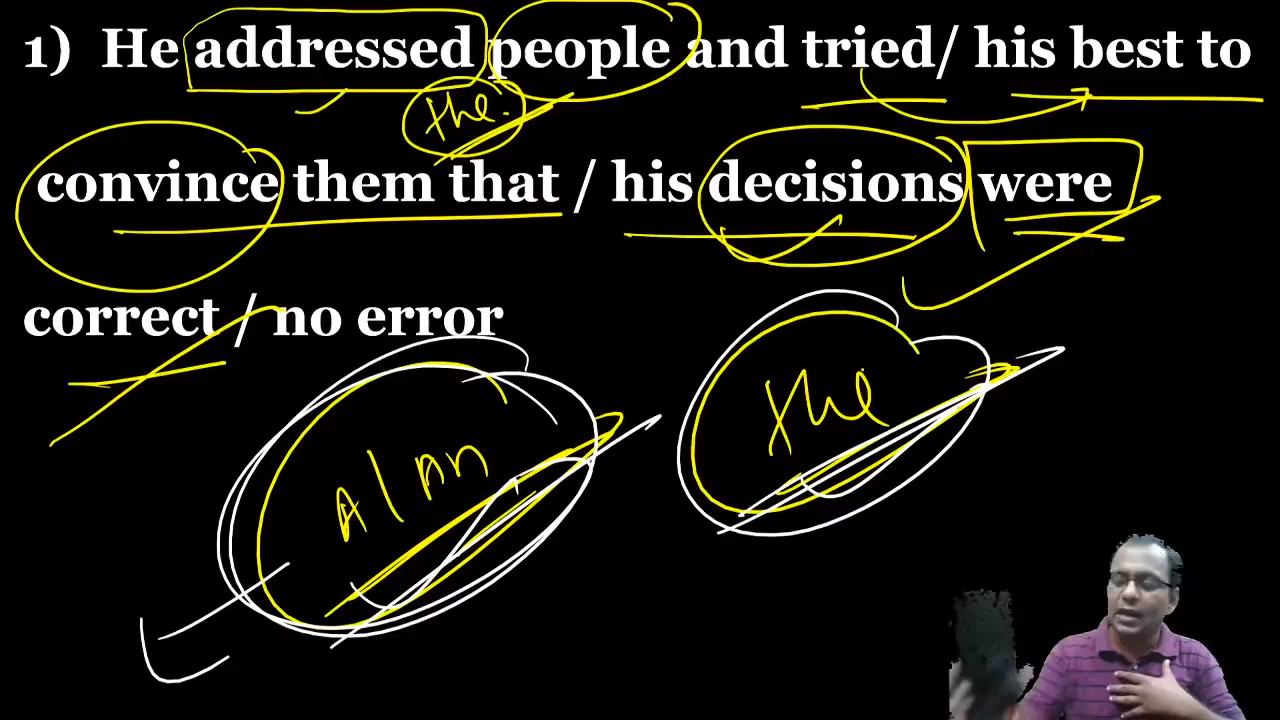 1) He addressed people and tried/ his best to
the.
convince them that / his decisions were
correct / no error
A/An
the